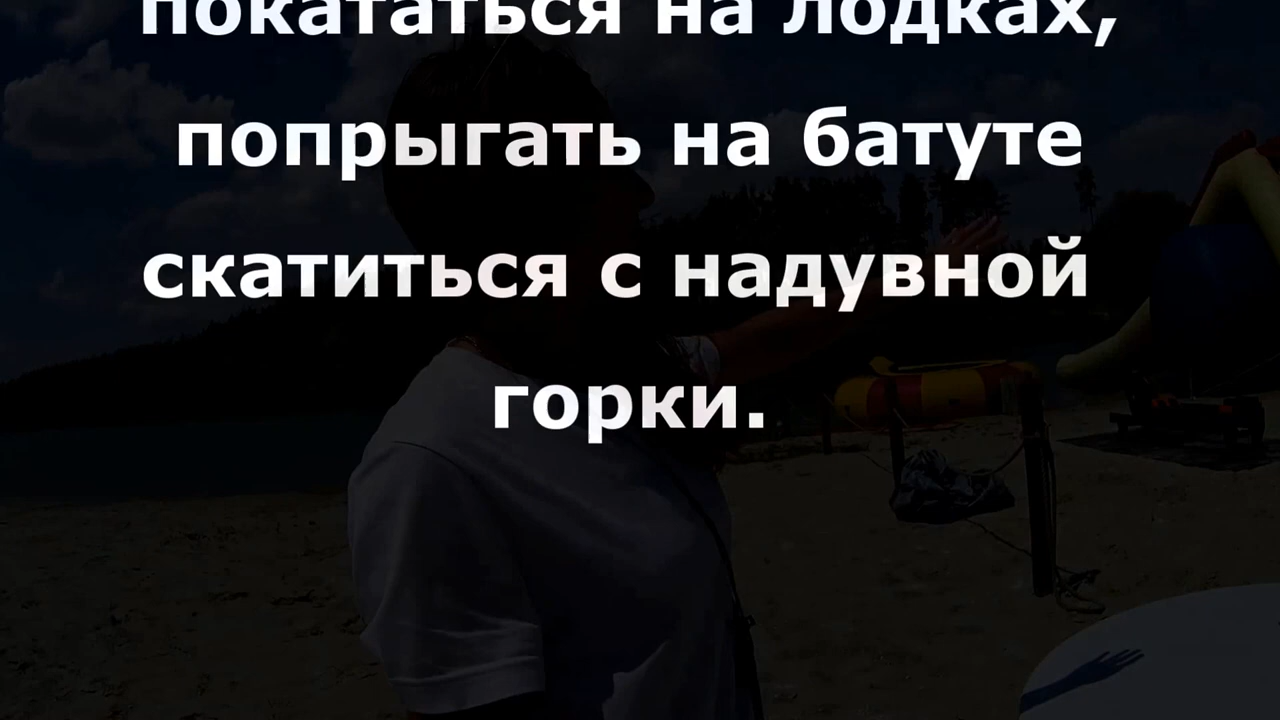 покататься на лодках,
попрыгать на батуте
скатиться с надувной
горки.